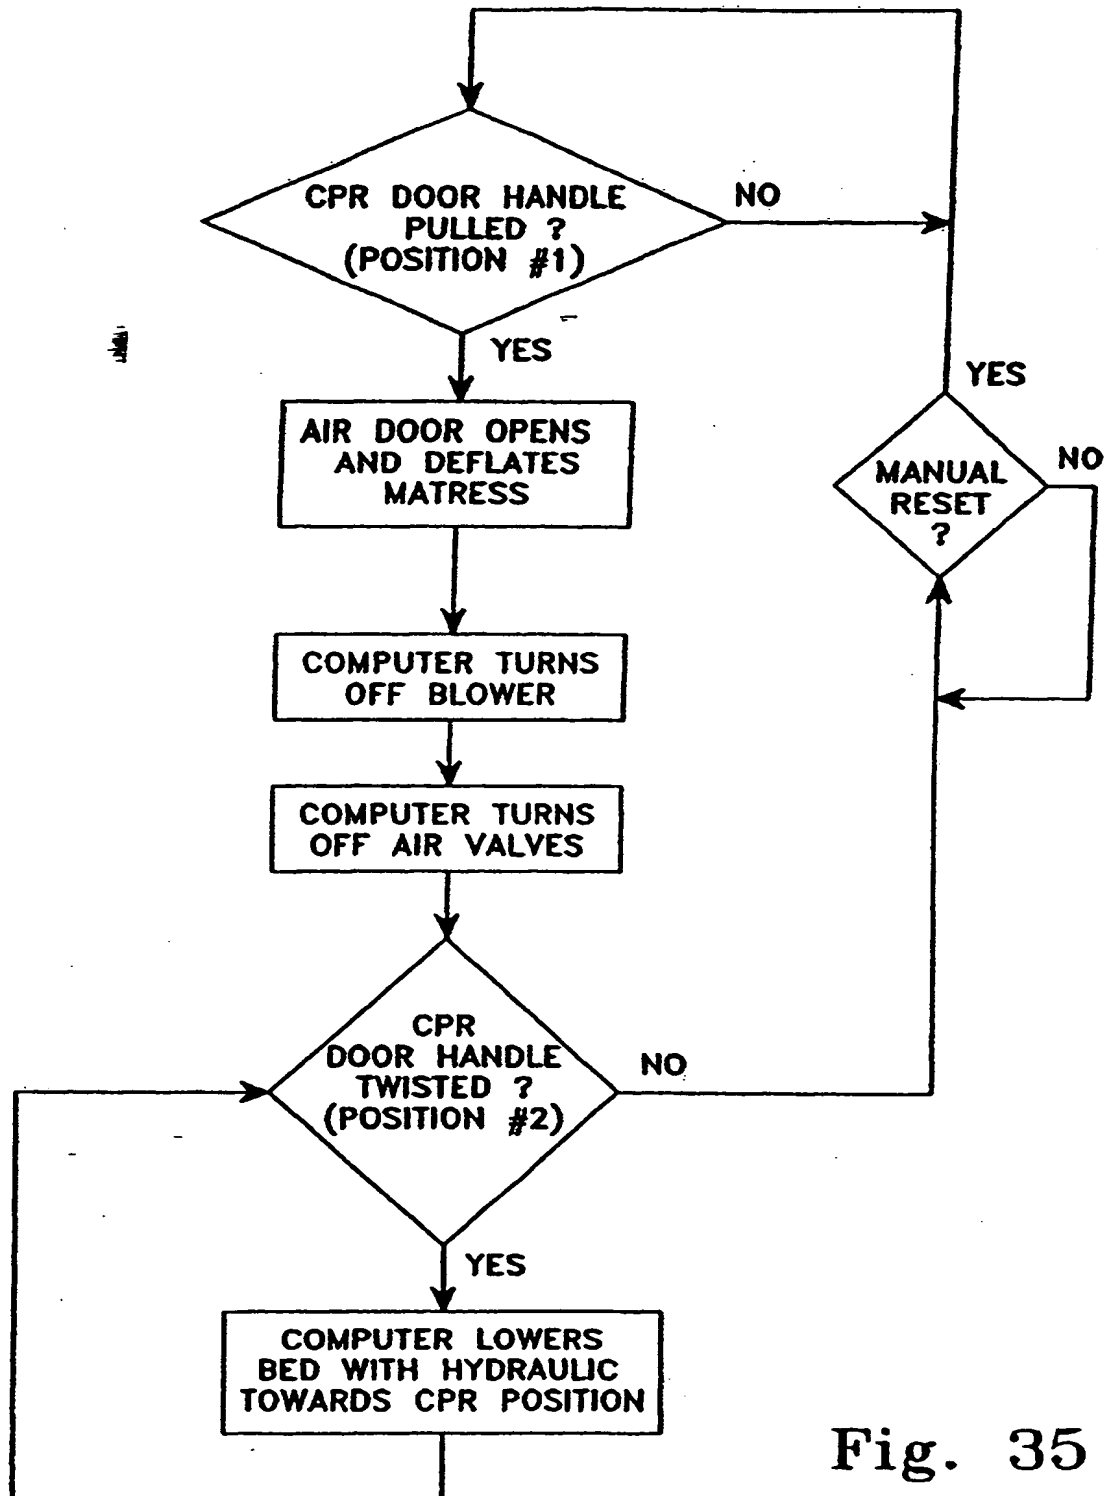 CPR DOOR HANDLE
PULLED ?
(POSITION #1)
NO
YES
AIR DOOR OPENS
AND DEFLATES
MATRESS
YES
MANUAL
RESET
?
NO
COMPUTER TURNS
OFF BLOWER
COMPUTER TURNS
OFF AIR VALVES
CPR
DOOR HANDLE
TWISTED ?
(POSITION #2)
NO
YES
COMPUTER LOWERS
BED WITH HYDRAULIC
TOWARDS CPR POSITION
Fig. 35